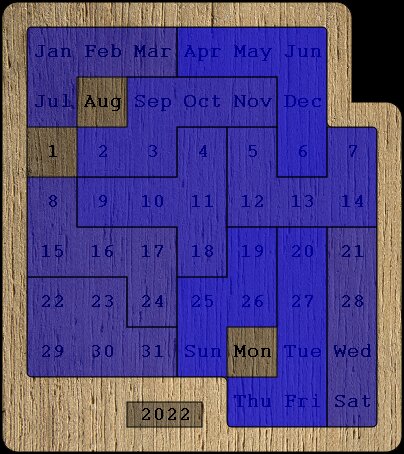 Jan Feb Mar Apr May Jun
Jul Aug Sep Oct Nov Dec
1 2 3 4 5 6 7
8 9 10 11 12 13 14
15 16 17 18 19 20 21
22 23 24 25 26 27 28
29 30 31 Sun Mon Tue Wed
Thu Fri Sat
2022